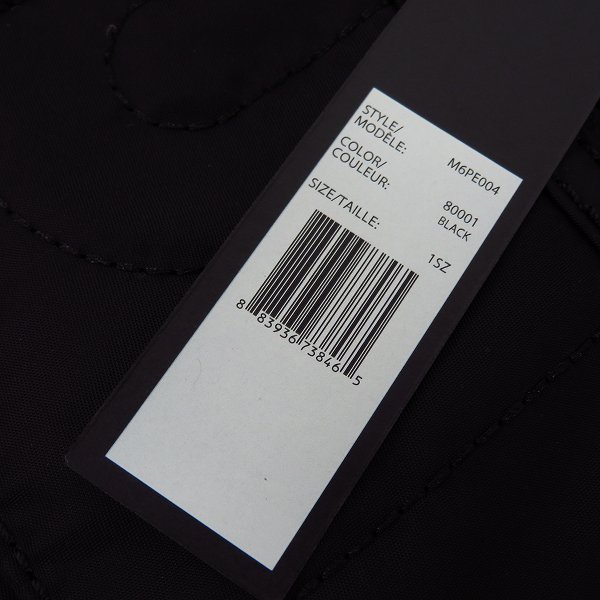 STYLE/
MODÈLE: M6PE004
COLOR/
COULEUR: 80001
BLACK
SIZE/TAILLE: 1SZ
8 83936 73846 5